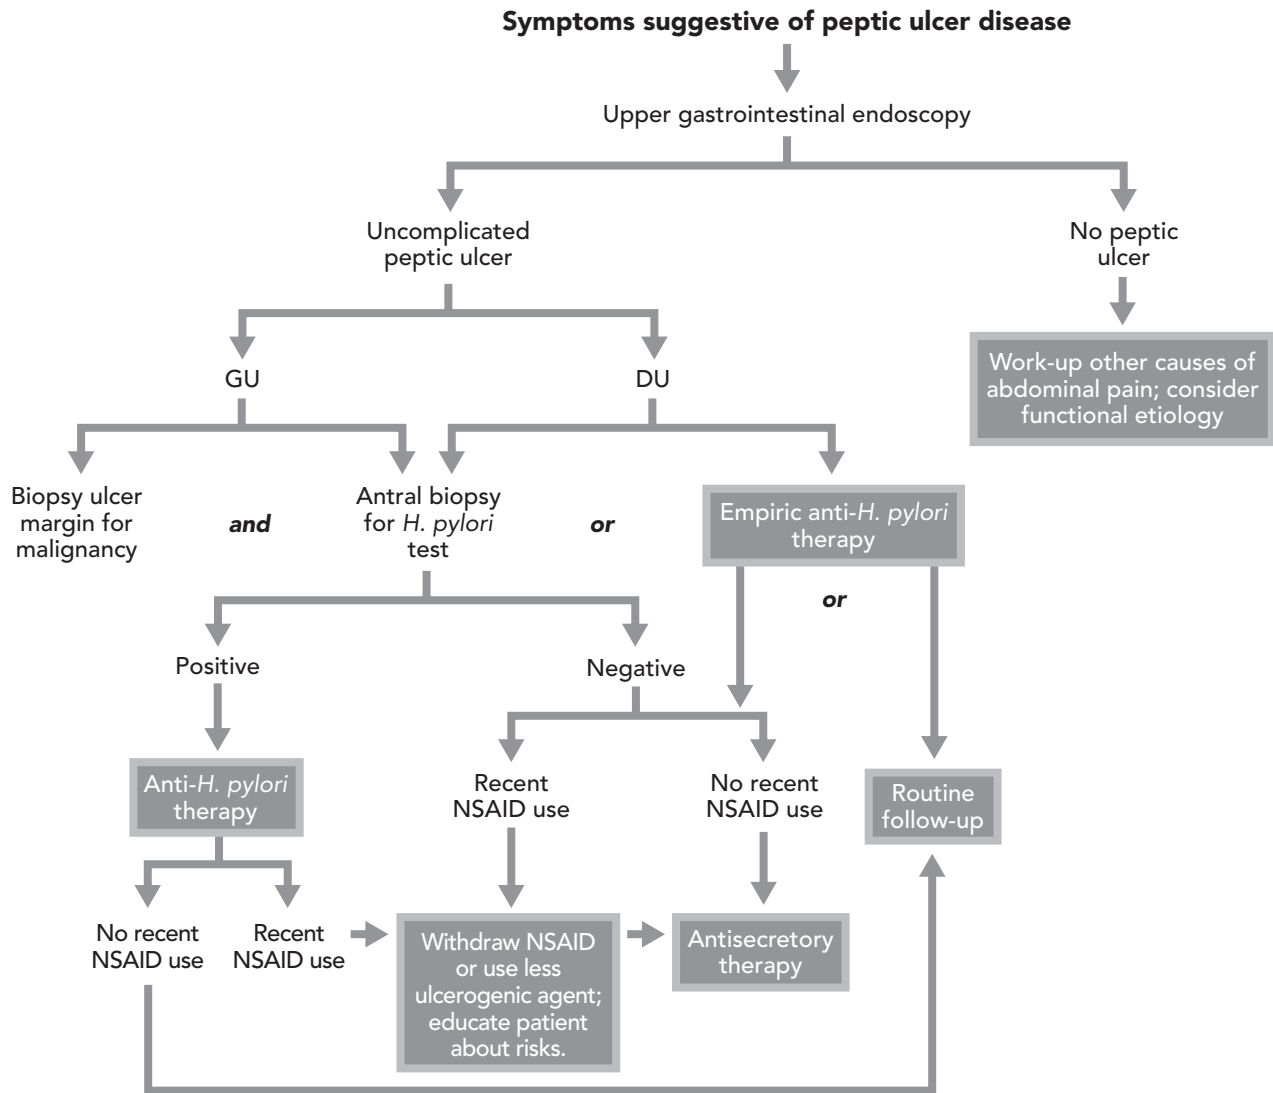 Symptoms suggestive of peptic ulcer disease
Upper gastrointestinal endoscopy
Uncomplicated
peptic ulcer
No peptic
ulcer
Work-up other causes of
abdominal pain; consider
functional etiology
GU
DU
Biopsy ulcer
margin for
malignancy
and
Antral biopsy
for H. pylori
test
or
Empiric anti-H. pylori
therapy
or
Positive
Negative
Anti-H. pylori
therapy
Recent
NSAID use
No recent
NSAID use
Routine
follow-up
No recent
NSAID use
Recent
NSAID use
Withdraw NSAID
or use less
ulcerogenic agent;
educate patient
about risks.
Antisecretory
therapy